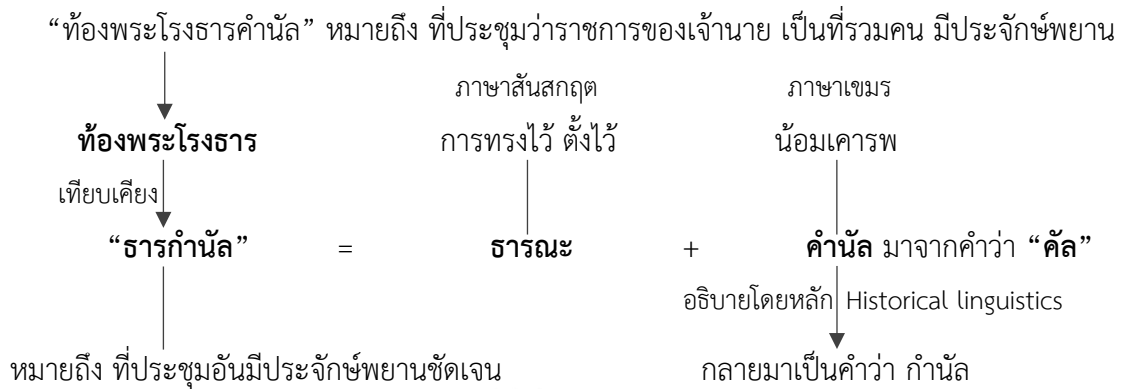 “ท้องพระโรงธารคำนัล” หมายถึง ที่ประชุมว่าราชการของเจ้านาย เป็นที่รวมคน มีประจักษ์พยาน
ภาษาสันสกฤต ภาษาเขมร
ท้องพระโรงธาร การทรงไว้ ตั้งไว้ น้อมเคารพ
เทียบเคียง
“ธารกำนัล” = ธารณะ + คำนัล มาจากคำว่า “คัล”
อธิบายโดยหลัก Historical linguistics
หมายถึง ที่ประชุมอันมีประจักษ์พยานชัดเจน กลายมาเป็นคำว่า กำนัล